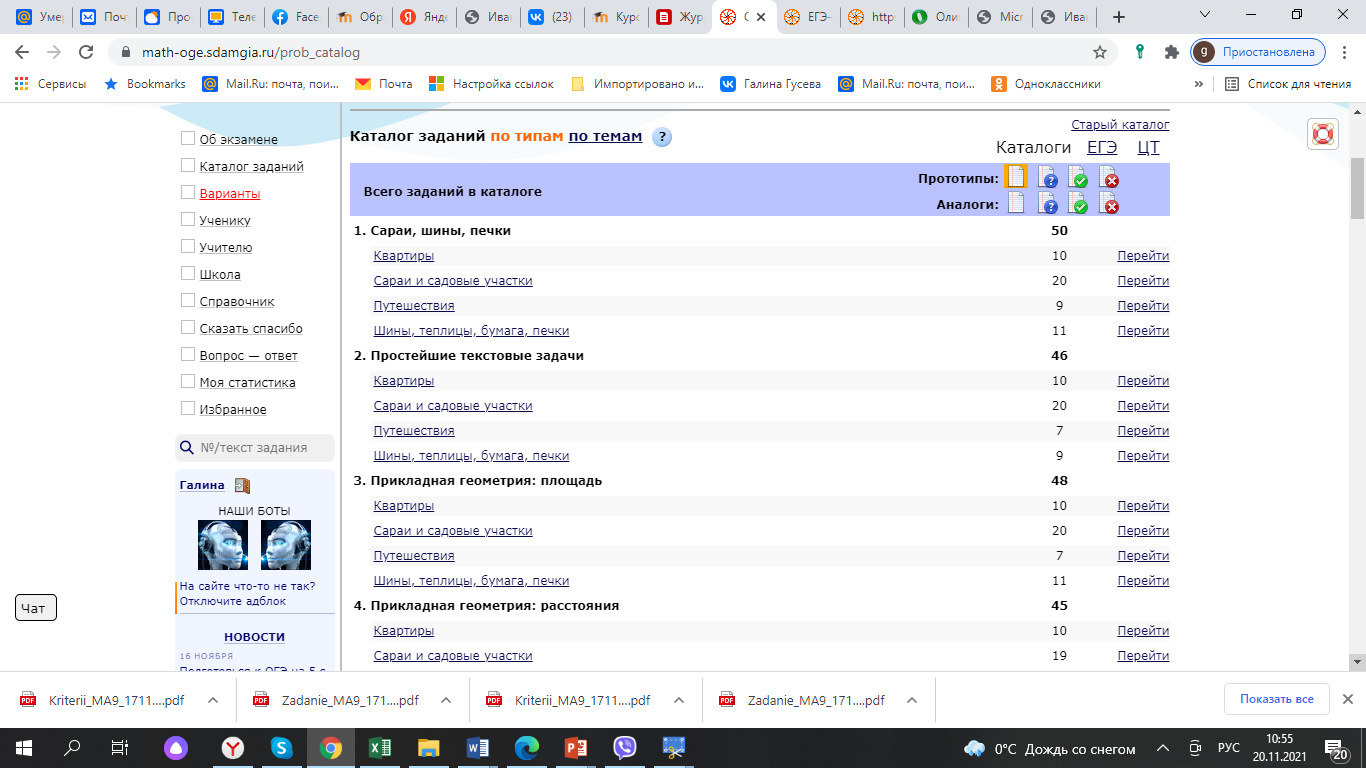 Умер
Почт
Про
Теле
Face
Обр
Янде
Ива
(23)
Курс
Жур
С
ЕГЭ-
http:
Оли
Micr
Ива
math-oge.sdamgia.ru/prob_catalog
g Приостановлена
Сервисы Bookmarks Mail.Ru: почта, пои... Почта Настройка ссылок Импортировано и... Галина Гусева Mail.Ru: почта, пои... Одноклассники » Список для чтения
Об экзамене
Каталог заданий
Варианты
Ученику
Учителю
Школа
Справочник
Сказать спасибо
Вопрос — ответ
Моя статистика
Избранное
№/текст задания
Галина
НАШИ БОТЫ
На сайте что-то не так?
Отключите адблок
НОВОСТИ
16 НОЯБРЯ
Подготовься к ОГЭ на 5 с
Чат
Старый каталог
Каталог заданий по типам по темам ?
Каталоги ЕГЭ ЦТ
Всего заданий в каталоге
Прототипы:
Аналоги:
1. Сараи, шины, печки 50
Квартиры 10 Перейти
Сараи и садовые участки 20 Перейти
Путешествия 9 Перейти
Шины, теплицы, бумага, печки 11 Перейти
2. Простейшие текстовые задачи 46
Квартиры 10 Перейти
Сараи и садовые участки 20 Перейти
Путешествия 7 Перейти
Шины, теплицы, бумага, печки 9 Перейти
3. Прикладная геометрия: площадь 48
Квартиры 10 Перейти
Сараи и садовые участки 20 Перейти
Путешествия 7 Перейти
Шины, теплицы, бумага, печки 11 Перейти
4. Прикладная геометрия: расстояния 45
Квартиры 10 Перейти
Сараи и садовые участки 19 Перейти
Kriterii_MA9_1711....pdf Zadanie_MA9_171....pdf Kriterii_MA9_1711....pdf Zadanie_MA9_171....pdf Показать все
0°C Дождь со снегом РУС 10:55
20.11.2021 20